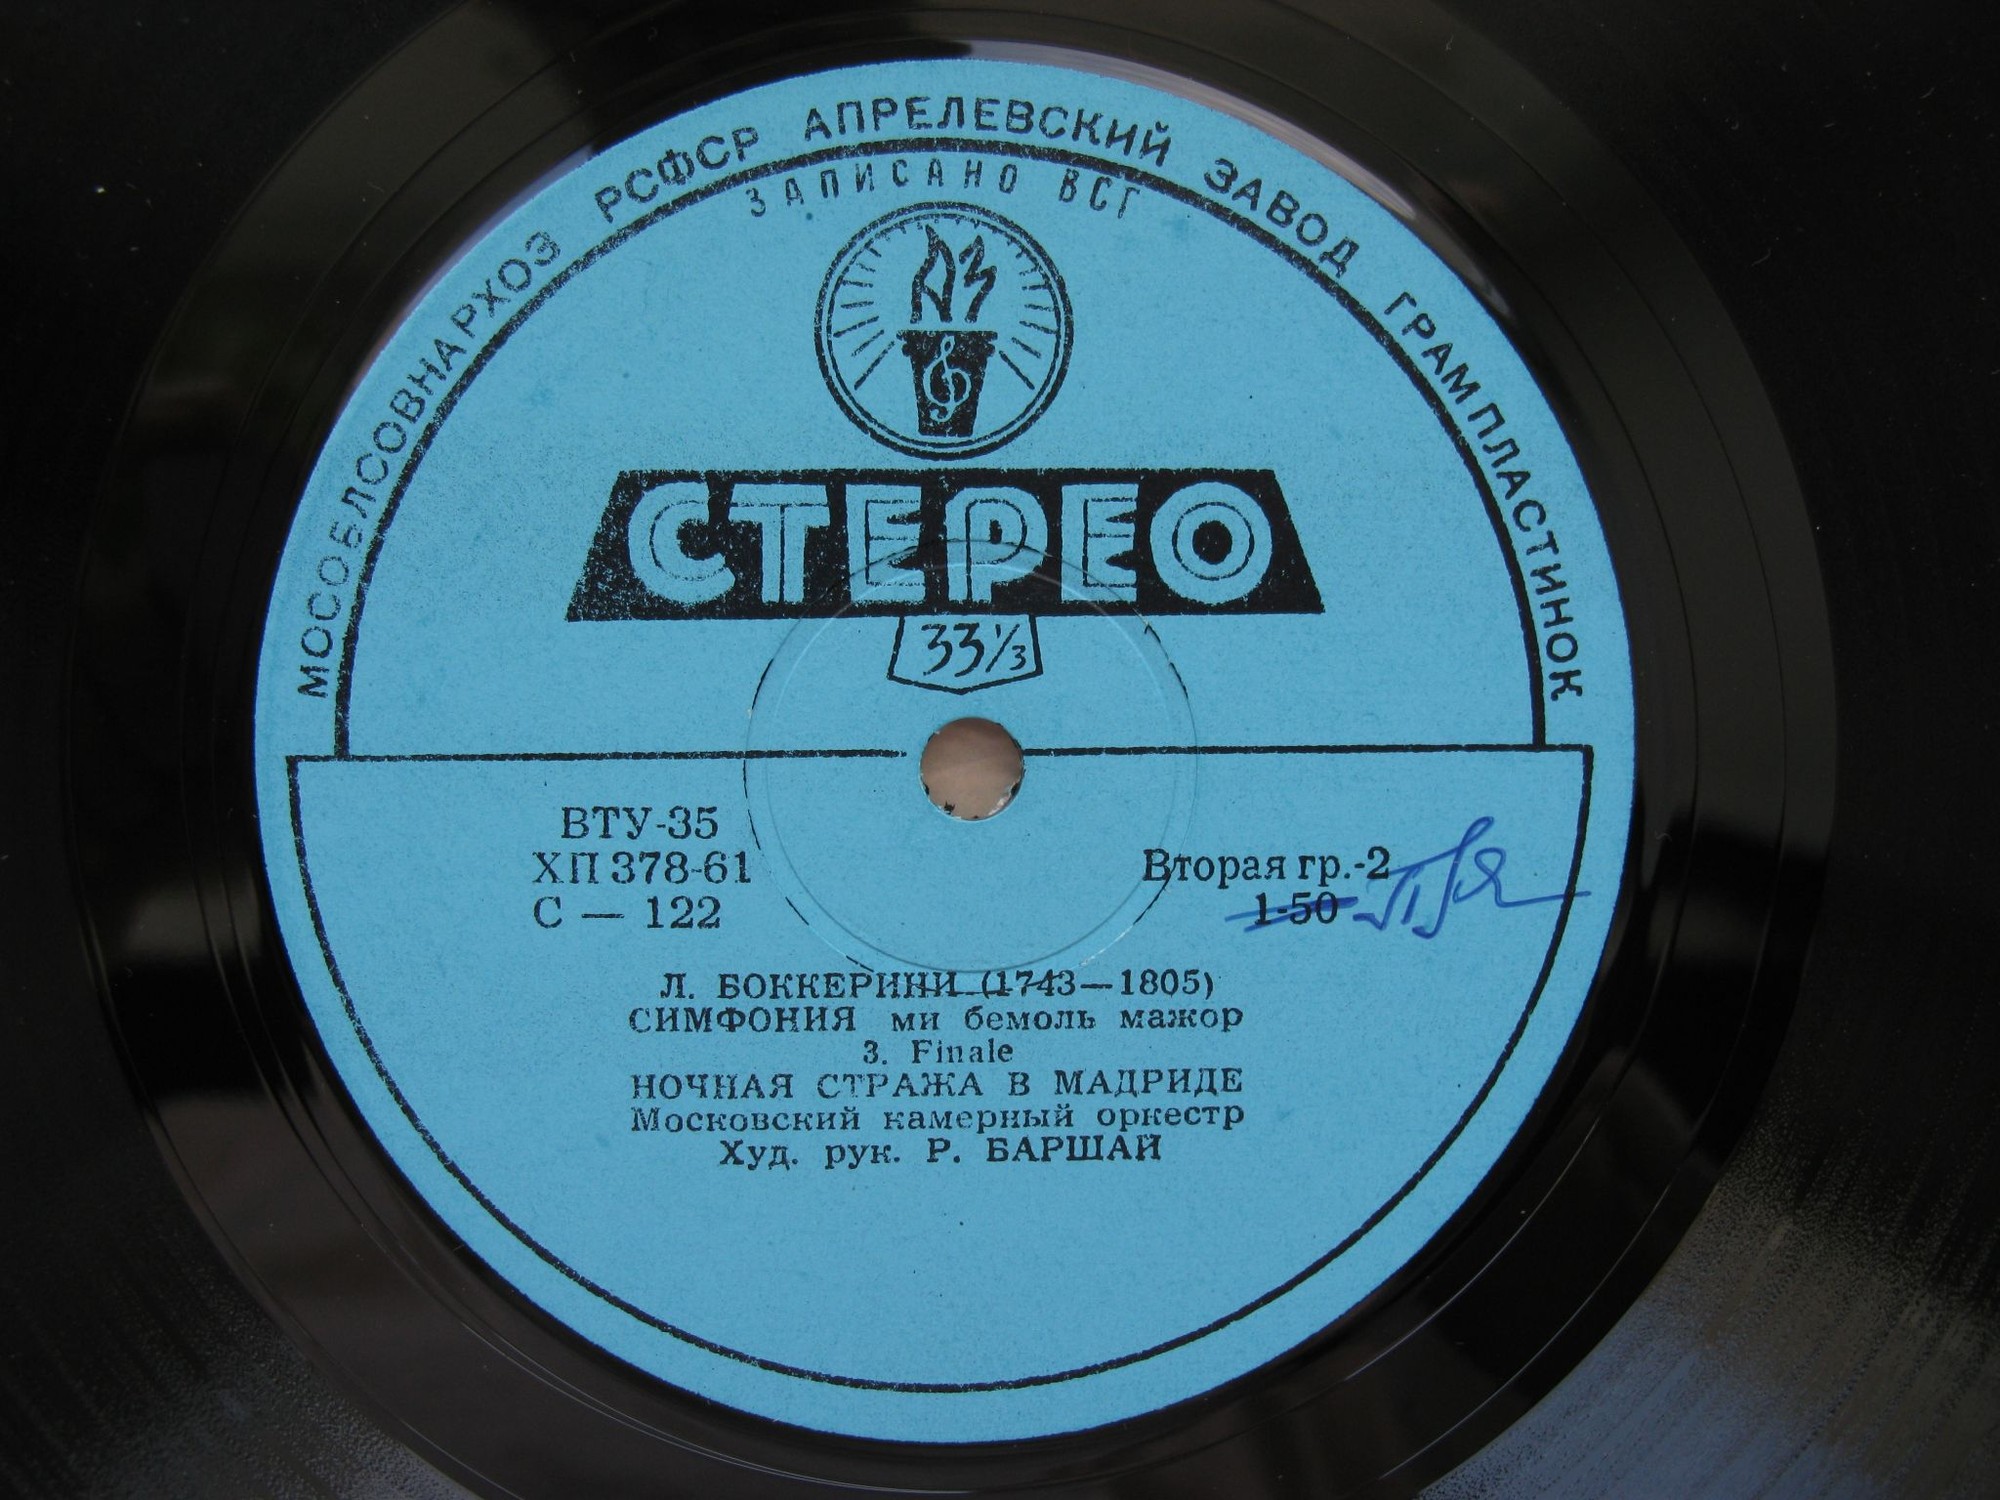 МОСОБЛСОВНАРХОЗ РСФСР АПРЕЛЕВСКИЙ ЗАВОД ГРАМПЛАСТИНОК
ЗАПИСАНО ВСГ
АЗ
СТЕРЕО
33⅓
ВТУ-35
ХП 378-61
С — 122
Вторая гр.-2
1-50
Л. БОККЕРИНИ (1743—1805)
СИМФОНИЯ ми бемоль мажор
3. Finale
НОЧНАЯ СТРАЖА В МАДРИДЕ
Московский камерный оркестр
Худ. рук. Р. БАРШАЙ